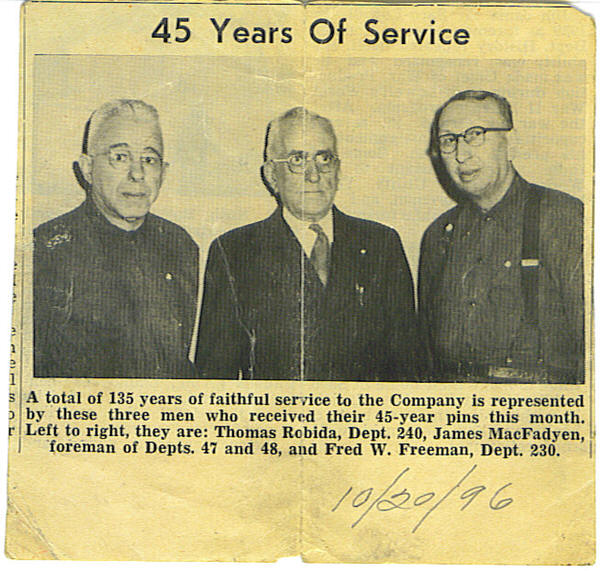 45 Years Of Service
A total of 135 years of faithful service to the Company is represented
by these three men who received their 45-year pins this month.
Left to right, they are: Thomas Robida, Dept. 240, James MacFadyen,
foreman of Depts. 47 and 48, and Fred W. Freeman, Dept. 230.
10/20/96